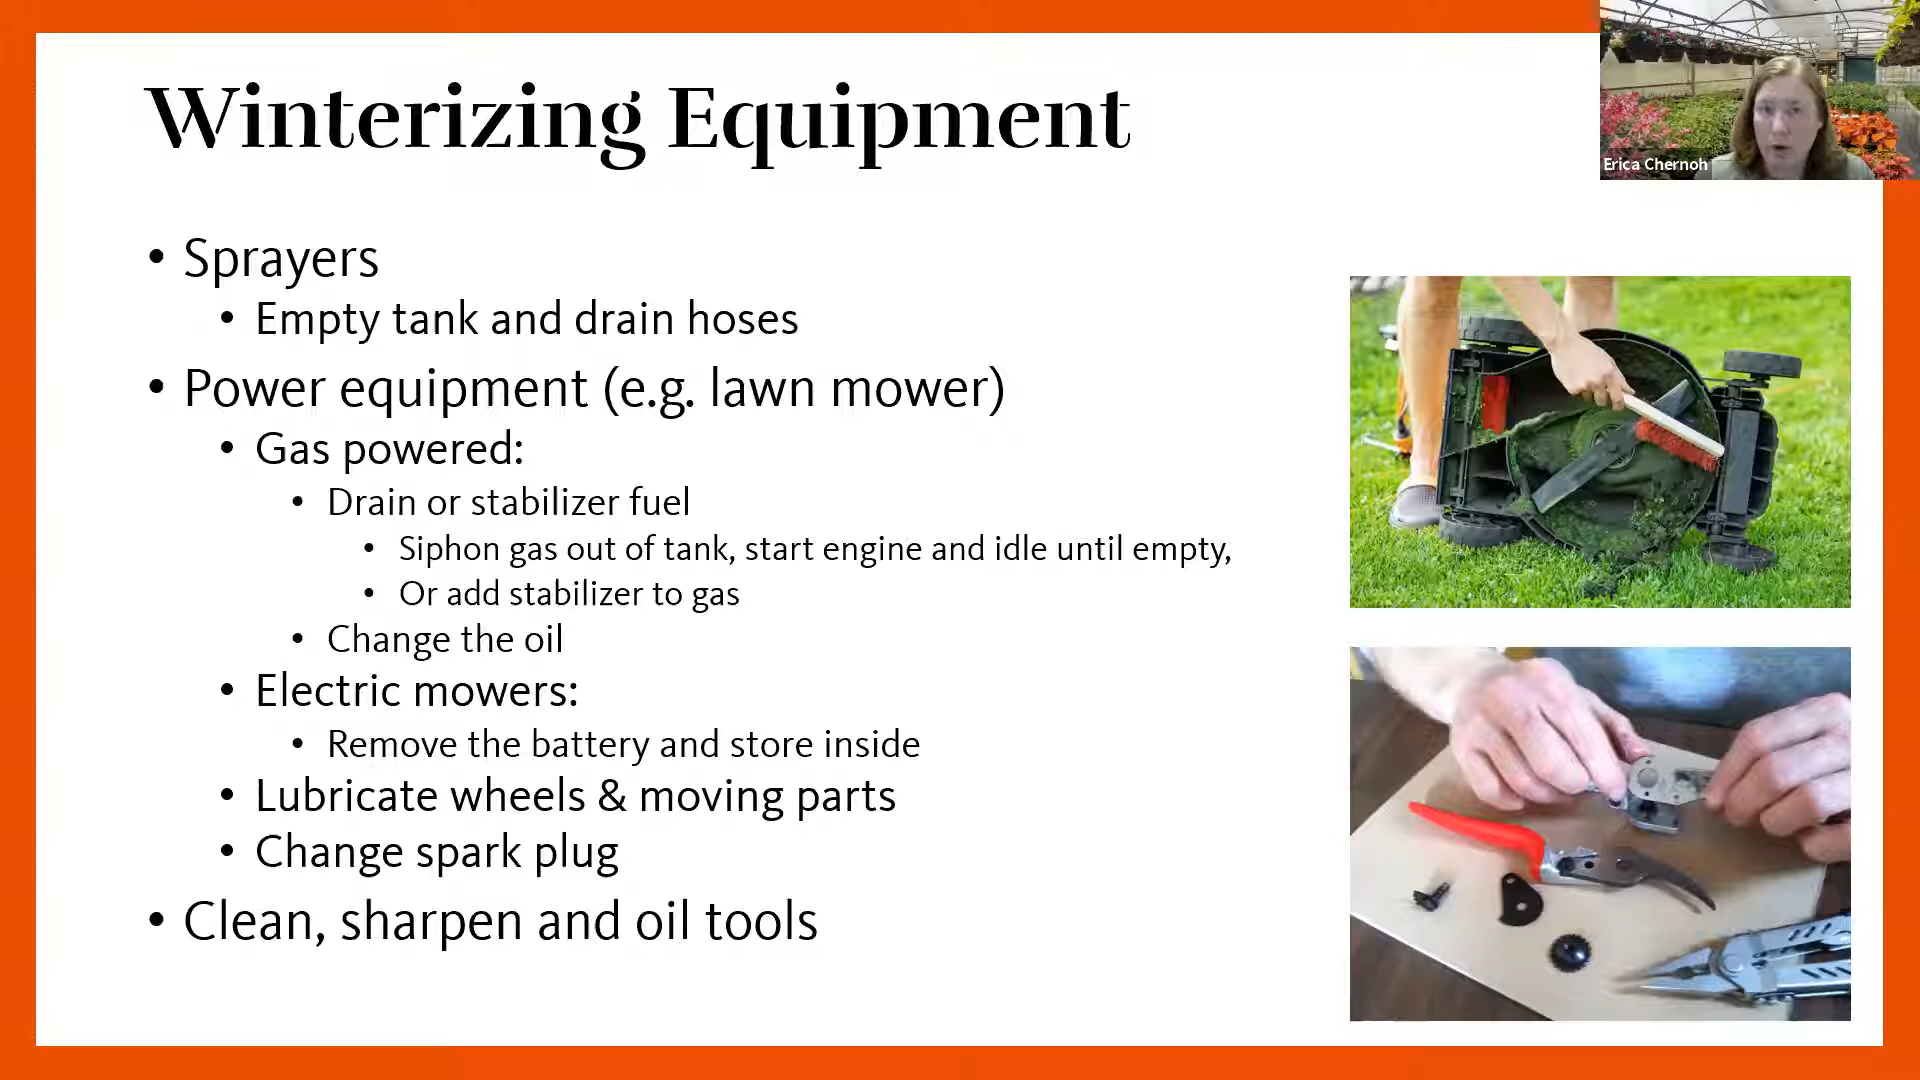 Winterizing Equipment
Erica Chernoh
• Sprayers
• Empty tank and drain hoses
• Power equipment (e.g. lawn mower)
• Gas powered:
• Drain or stabilizer fuel
• Siphon gas out of tank, start engine and idle until empty,
• Or add stabilizer to gas
• Change the oil
• Electric mowers:
• Remove the battery and store inside
• Lubricate wheels & moving parts
• Change spark plug
• Clean, sharpen and oil tools